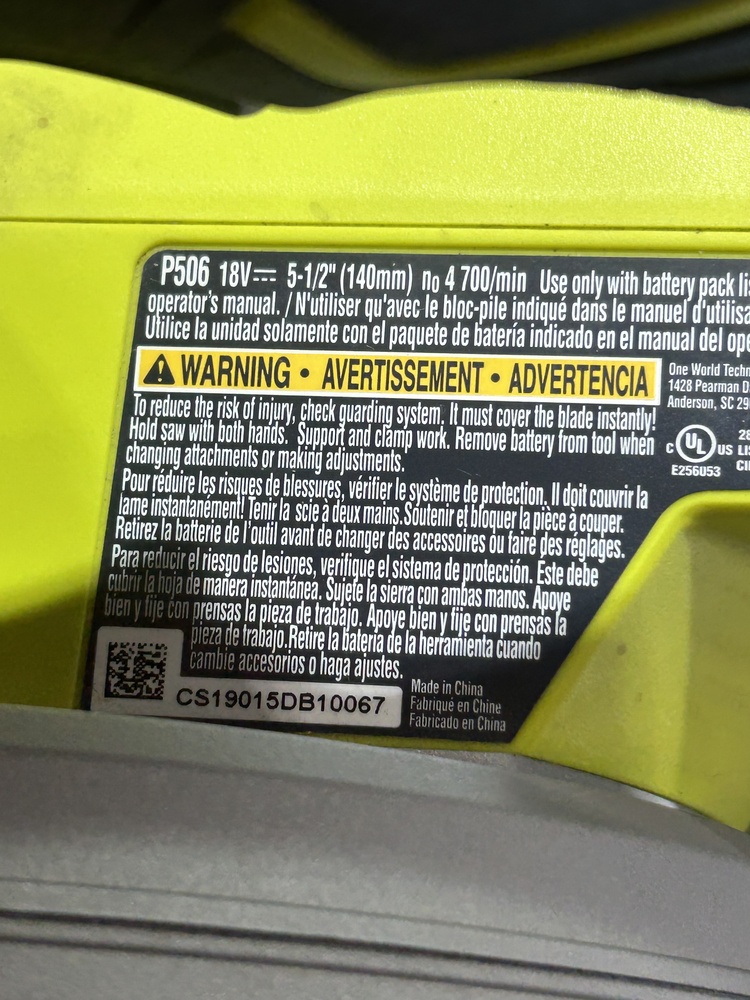 P506 18V⎓ 5-1/2" (140mm) no 4 700/min Use only with battery pack
operator's manual. / N'utiliser qu'avec le bloc-pile indiqué dans le manuel
Utilice la unidad solamente con el paquete de batería indicado en el manual del
⚠ WARNING • AVERTISSEMENT • ADVERTENCIA
To reduce the risk of injury, check guarding system. It must cover the blade instantly!
Hold saw with both hands. Support and clamp work. Remove battery from tool when
changing attachments or making adjustments.
Pour réduire les risques de blessures, vérifier le système de protection. Il doit couvrir la
lame instantanément! Tenir la scie à deux mains.Soutenir et bloquer la pièce à couper.
Retirez la batterie de l'outil avant de changer des accessoires ou faire des réglages.
Para reducir el riesgo de lesiones, verifique el sistema de protección. Este debe
cubrir la hoja de manera instantánea. Sujete la sierra con ambas manos. Apoye
bien y fije con prensas la pieza de trabajo. Apoye bien y fije con prensas la
pieza de trabajo.Retire la batería de la herramienta cuando
cambie accesorios o haga ajustes.
One World
1428 Pearman
Anderson, SC
C UL US
E256053
CS19015DB10067
Made in China
Fabriqué en Chine
Fabricado en China